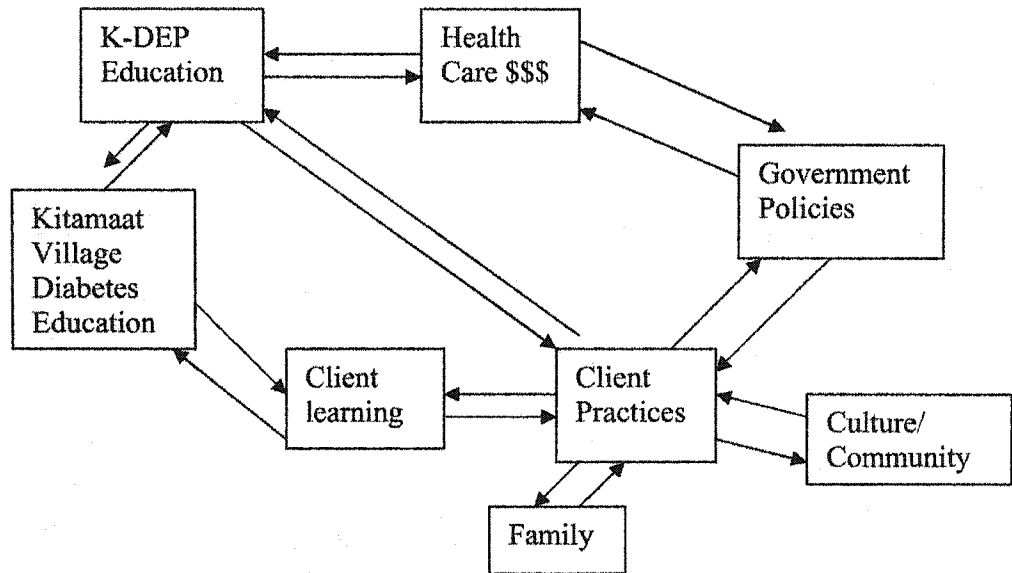 K-DEP
Education
Health
Care $$$
Government
Policies
Kitamaat
Village
Diabetes
Education
Client
learning
Client
Practices
Culture/
Community
Family